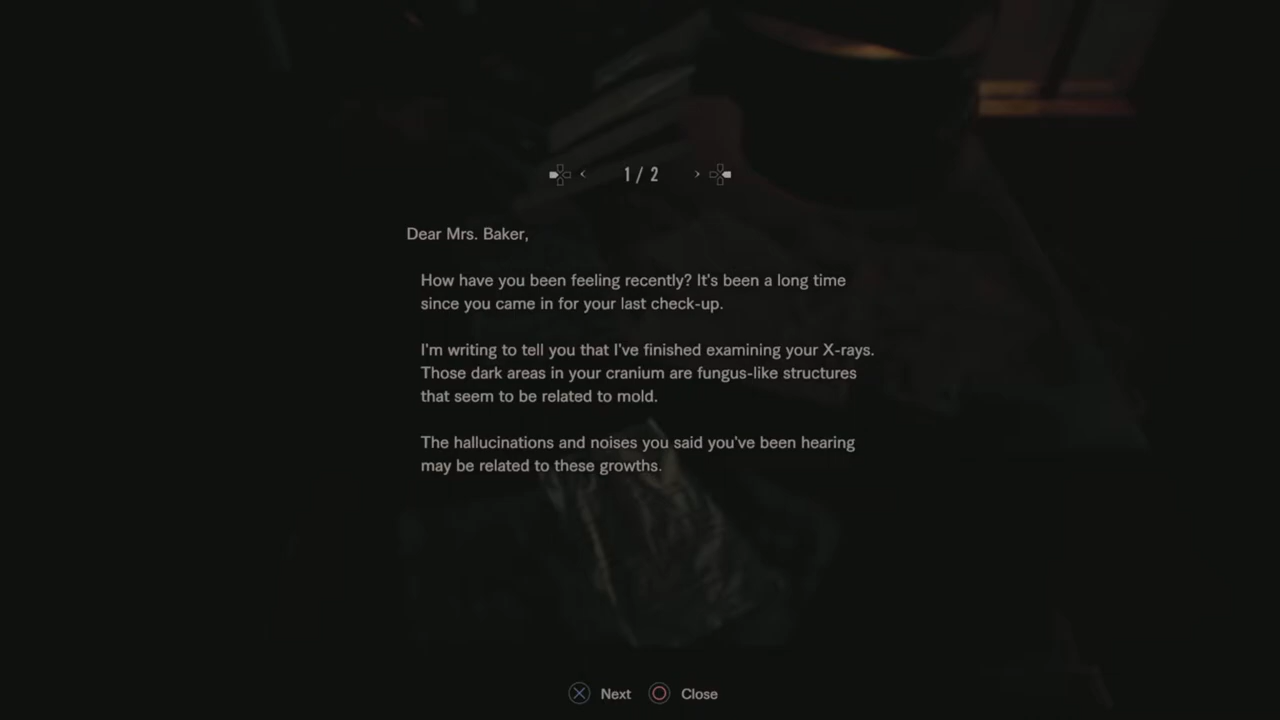 < 1 / 2 >
Dear Mrs. Baker,
How have you been feeling recently? It's been a long time
since you came in for your last check-up.
I'm writing to tell you that I've finished examining your X-rays.
Those dark areas in your cranium are fungus-like structures
that seem to be related to mold.
The hallucinations and noises you said you've been hearing
may be related to these growths.
Next Close